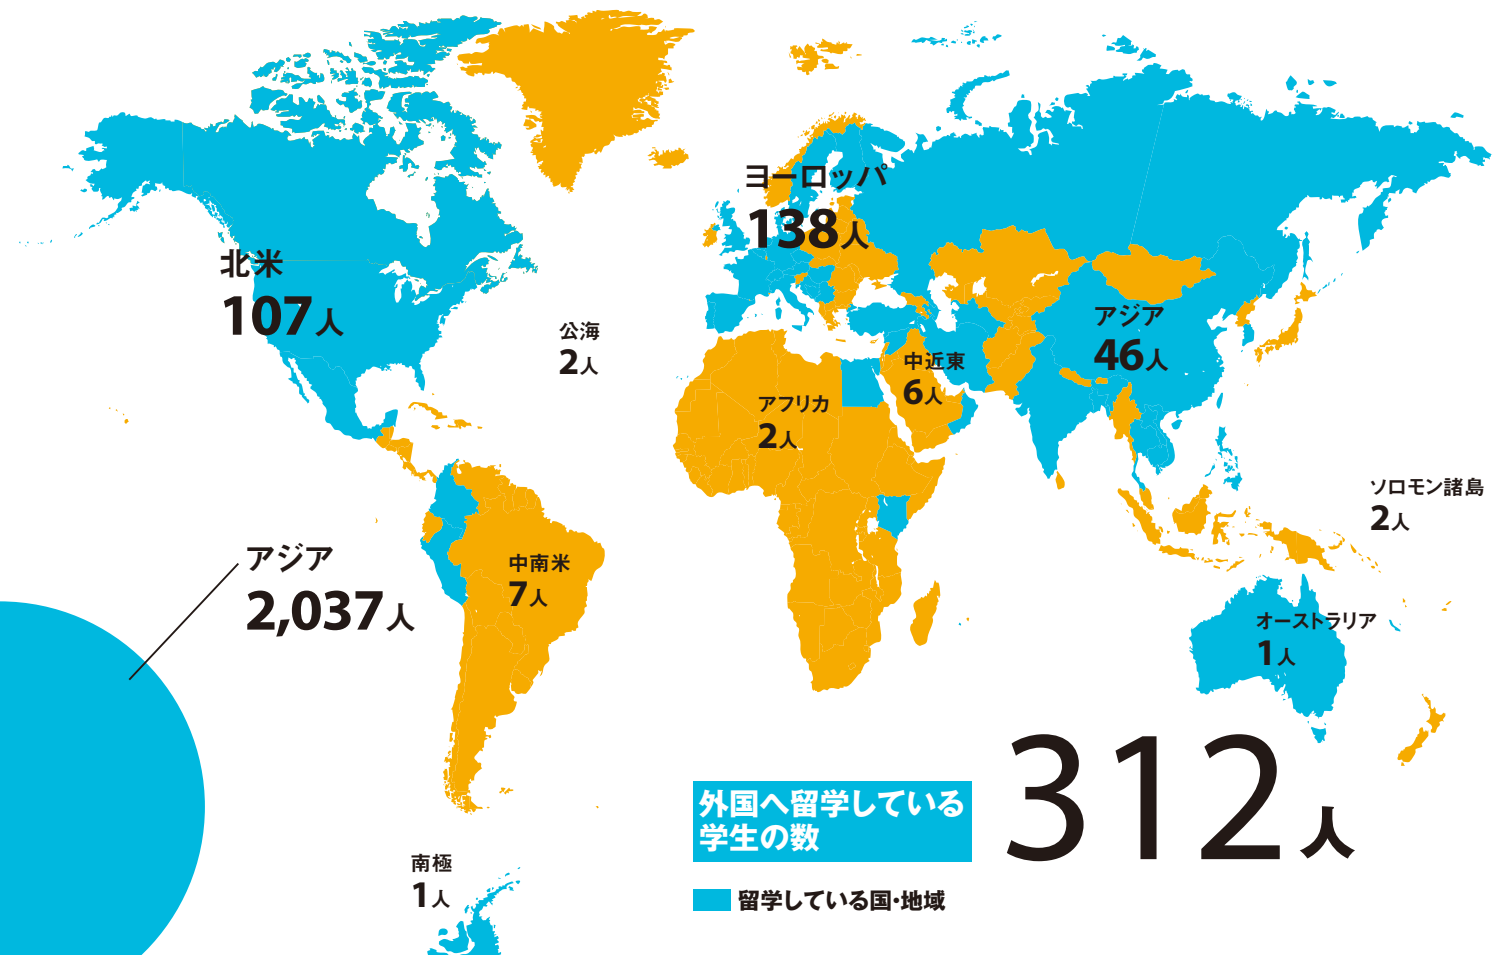 ヨーロッパ
138人
北米
107人
公海
2人
アジア
46人
中近東
6人
アフリカ
2人
ソロモン諸島
2人
アジア
2,037人
中南米
7人
オーストラリア
1人
外国へ留学している
学生の数
312人
南極
1人
留学している国・地域